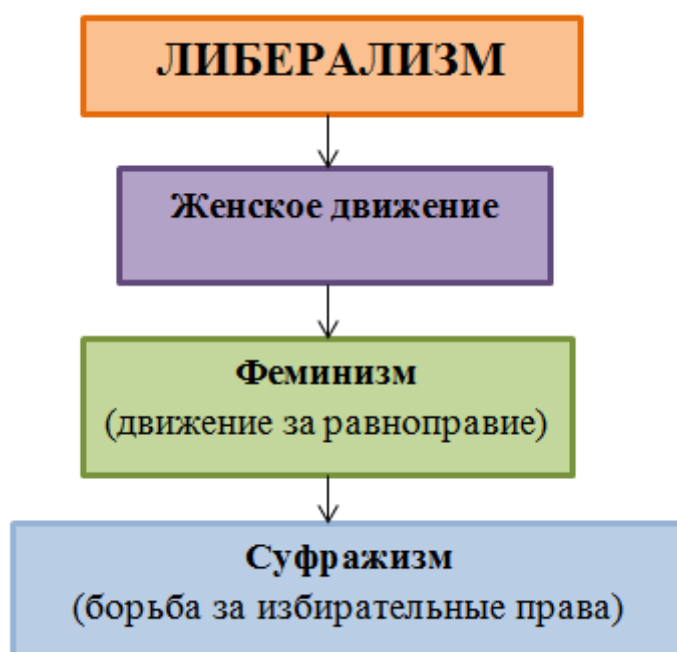 ЛИБЕРАЛИЗМ
Женское движение
Феминизм
(движение за равноправие)
Суфражизм
(борьба за избирательные права)